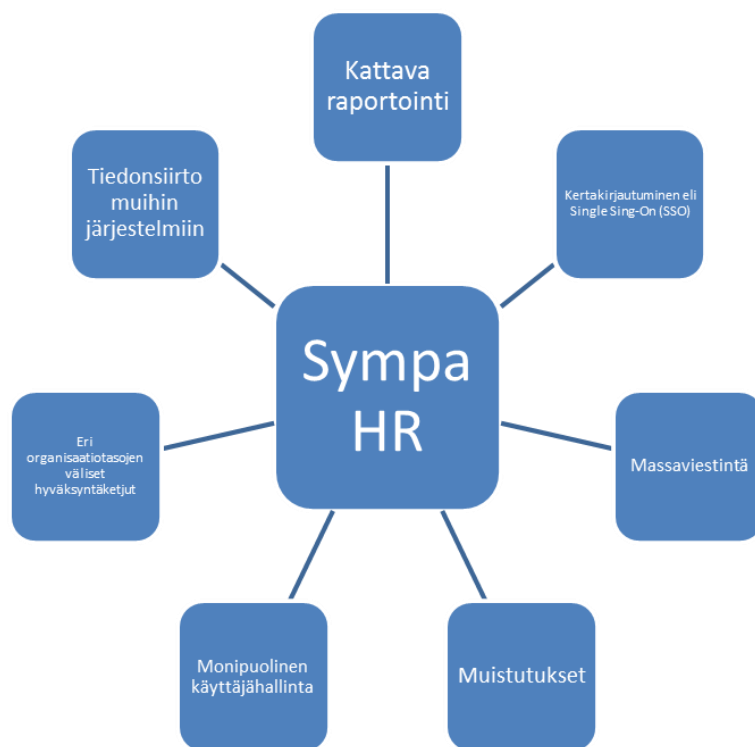 Kattava
raportointi
Tiedonsiirto
muihin
järjestelmiin
Kertakirjautuminen eli
Single Sing-On (SSO)
Sympa
HR
Eri
organisaatiotasojen
väliset
hyväksyntäketjut
Massaviestintä
Monipuolinen
käyttäjähallinta
Muistutukset